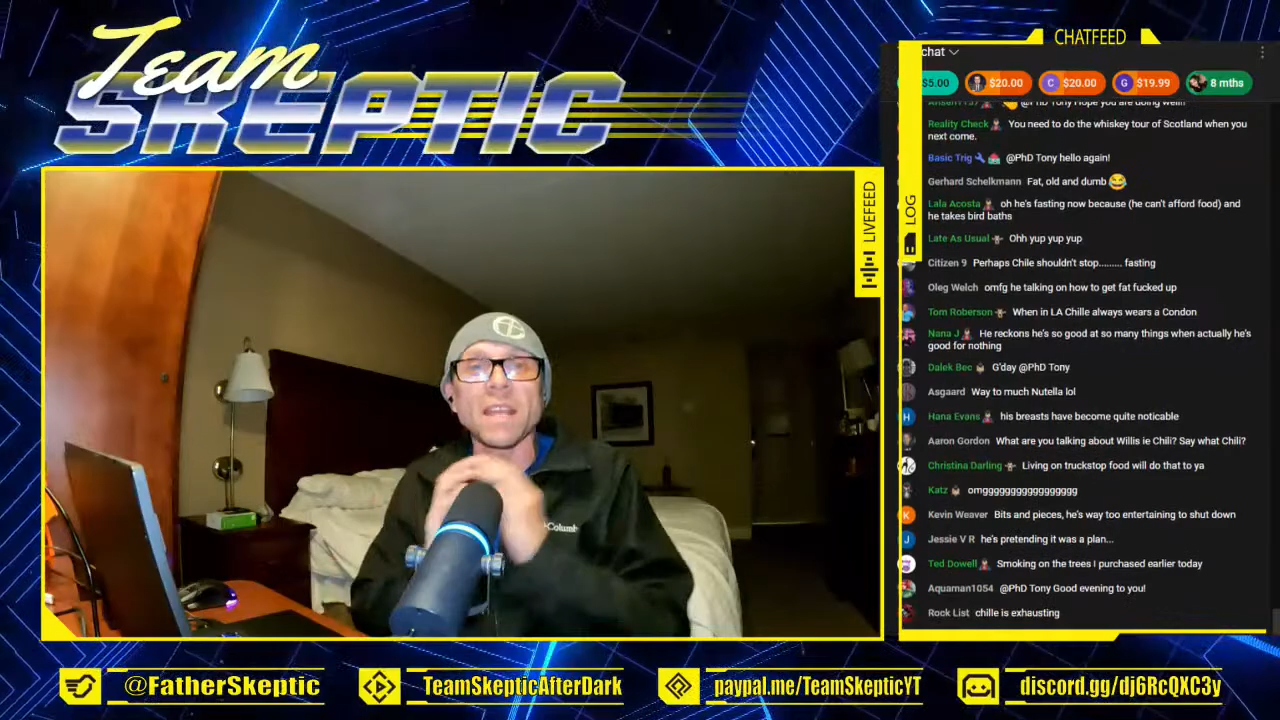 Team
SKEPTIC
CHATFEED
chat
$5.00
$20.00
$20.00
$19.99
8 mths
Reality Check You need to do the whiskey tour of Scotland when you
next come.
Basic Trig @PhD Tony hello again!
Gerhard Schelkmann Fat, old and dumb
Lala Acosta oh he's fasting now because (he can't afford food) and
he takes bird baths
Late As Usual Ohh yup yup yup
Citizen 9 Perhaps Chile shouldn't stop......... fasting
Oleg Welch omfg he talking on how to get fat fucked up
Tom Roberson When in LA Chille always wears a Condon
Nana J He reckons he's so good at so many things when actually he's
good for nothing
Dalek Bec G'day @PhD Tony
Asgaard Way to much Nutella lol
Hana Evans his breasts have become quite noticable
Aaron Gordon What are you talking about Willis ie Chili? Say what Chili?
Christina Darling Living on truckstop food will do that to ya
Katz omgggggggggggggggggg
Kevin Weaver Bits and pieces, he's way too entertaining to shut down
Jessie V R he's pretending it was a plan...
Ted Dowell Smoking on the trees I purchased earlier today
Aquaman1054 @PhD Tony Good evening to you!
Rock List chille is exhausting
LIVEFEED
LOG
Columbia
@FatherSkeptic
TeamSkepticAfterDark
paypal.me/TeamSkepticYT
discord.gg/dj6RcQXC3y